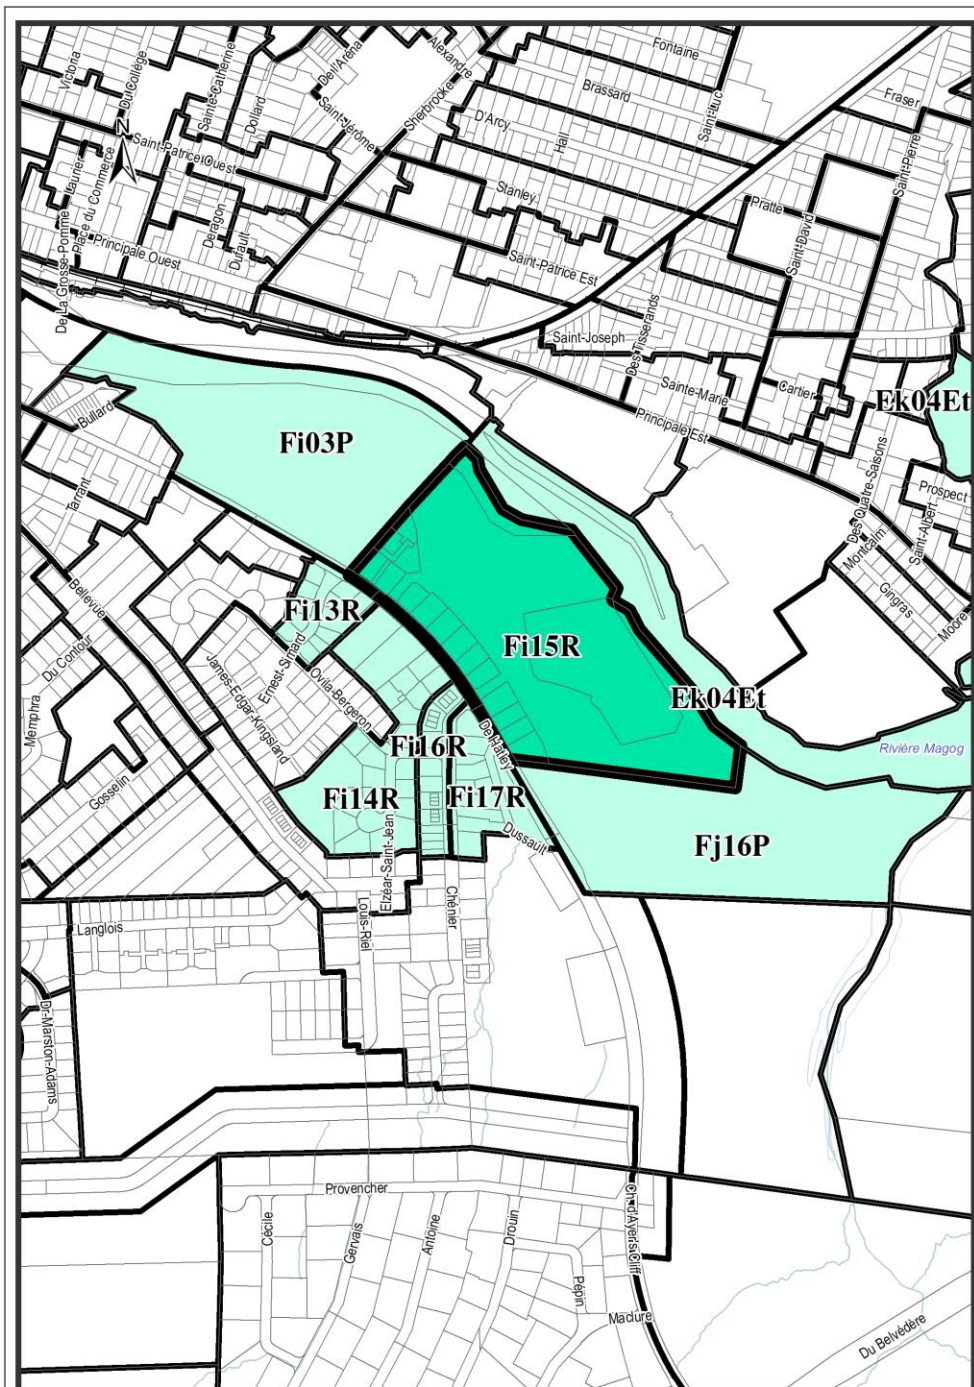 Victoria
Du Collège
Sainte-Catherine
Dollard
De l'Aréna
Alexandre
Sherbrooke
Saint-Jérôme
Fontaine
Brassard
D'Arcy
Hall
Saint-Luc
Fraser
Saint-Pierre
N
Saint-Patrice Ouest
Laurier
Place du Commerce
De La Grosse-Pomme
Principale Ouest
Deragon
Dufault
Stanley
Saint-Patrice Est
Pratte
Saint-David
Saint-Joseph
Des Tisserands
Sainte-Marie
Cartier
Principale Est
Ek04Et
Des Quatre-Saisons
Prospect
Saint-Albert
Montcalm
Gingras
Moore
Bullard
Fi03P
Tarrant
Bellevue
Fi13R
Fi15R
Du Contour
Memphra
Ernest-Simard
Ovila-Bergeron
James-Edgar-Kingsland
Ek04Et
Rivière Magog
De Hatley
Fi16R
Gosselin
Fi14R
Fi17R
Elzéar-Saint-Jean
Dussault
Fj16P
Langlois
Louis-Riel
Chénier
Dr-Marston-Adams
Provencher
Cécile
Gervais
Antoine
Drouin
Pépin
Ch. d'Ayer's Cliff
Maclure
Du Belvédère